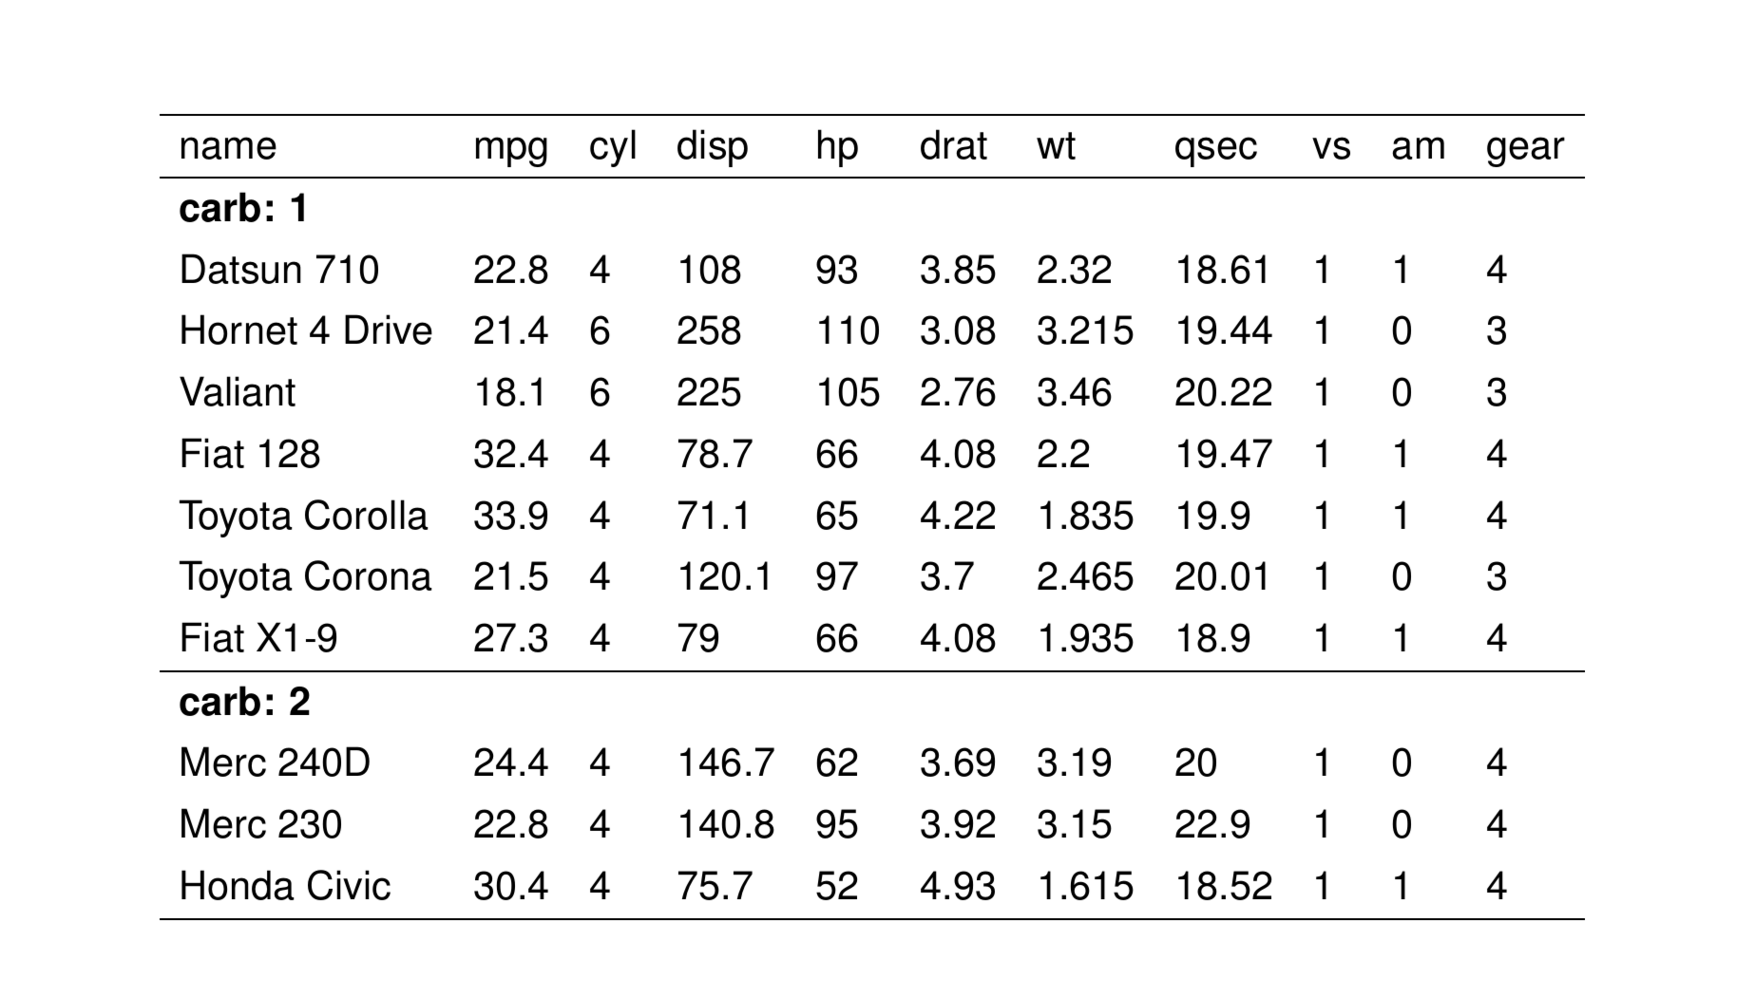 name mpg cyl disp hp drat wt qsec vs am gear
carb: 1
Datsun 710 22.8 4 108 93 3.85 2.32 18.61 1 1 4
Hornet 4 Drive 21.4 6 258 110 3.08 3.215 19.44 1 0 3
Valiant 18.1 6 225 105 2.76 3.46 20.22 1 0 3
Fiat 128 32.4 4 78.7 66 4.08 2.2 19.47 1 1 4
Toyota Corolla 33.9 4 71.1 65 4.22 1.835 19.9 1 1 4
Toyota Corona 21.5 4 120.1 97 3.7 2.465 20.01 1 0 3
Fiat X1-9 27.3 4 79 66 4.08 1.935 18.9 1 1 4
carb: 2
Merc 240D 24.4 4 146.7 62 3.69 3.19 20 1 0 4
Merc 230 22.8 4 140.8 95 3.92 3.15 22.9 1 0 4
Honda Civic 30.4 4 75.7 52 4.93 1.615 18.52 1 1 4